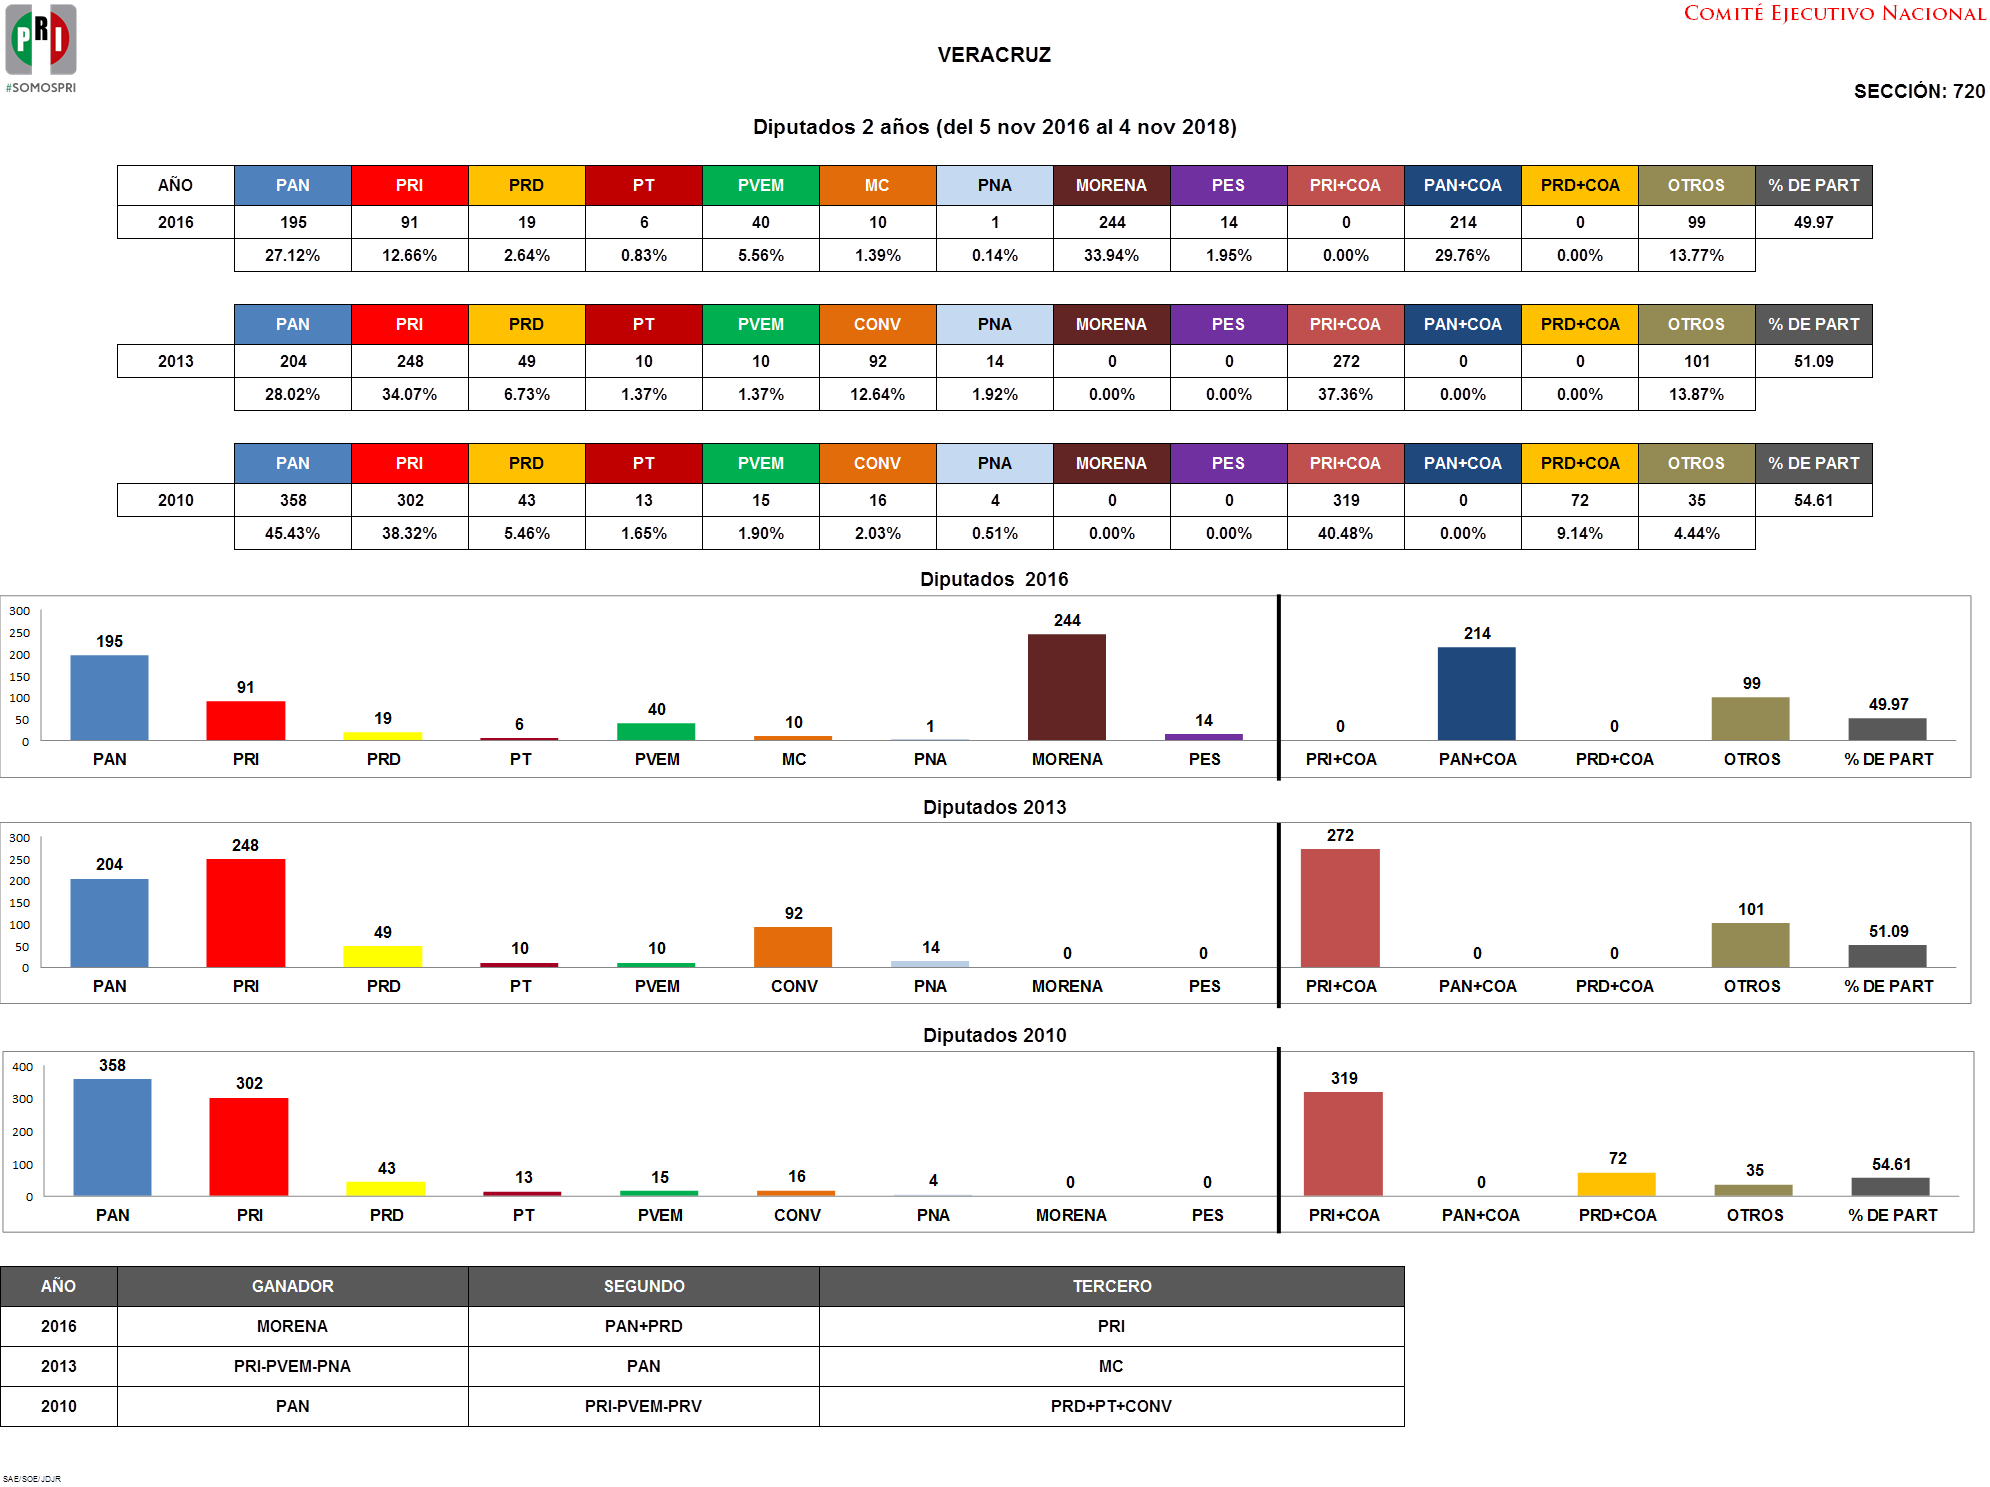 PRI
#SOMOSPRI
COMITÉ EJECUTIVO NACIONAL
VERACRUZ
SECCIÓN: 720
Diputados 2 años (del 5 nov 2016 al 4 nov 2018)
AÑO PAN PRI PRD PT PVEM MC PNA MORENA PES PRI+COA PAN+COA PRD+COA OTROS % DE PART
2016 195 91 19 6 40 10 1 244 14 0 214 0 99 49.97
27.12% 12.66% 2.64% 0.83% 5.56% 1.39% 0.14% 33.94% 1.95% 0.00% 29.76% 0.00% 13.77%
PAN PRI PRD PT PVEM CONV PNA MORENA PES PRI+COA PAN+COA PRD+COA OTROS % DE PART
2013 204 248 49 10 10 92 14 0 0 272 0 0 101 51.09
28.02% 34.07% 6.73% 1.37% 1.37% 12.64% 1.92% 0.00% 0.00% 37.36% 0.00% 0.00% 13.87%
PAN PRI PRD PT PVEM CONV PNA MORENA PES PRI+COA PAN+COA PRD+COA OTROS % DE PART
2010 358 302 43 13 15 16 4 0 0 319 0 72 35 54.61
45.43% 38.32% 5.46% 1.65% 1.90% 2.03% 0.51% 0.00% 0.00% 40.48% 0.00% 9.14% 4.44%
Diputados 2016
300
250
200
150
100
50
0
195 91 19 6 40 10 1 244 14 0 214 0 99 49.97
PAN PRI PRD PT PVEM MC PNA MORENA PES PRI+COA PAN+COA PRD+COA OTROS % DE PART
Diputados 2013
300
250
200
150
100
50
0
204 248 49 10 10 92 14 0 0 272 0 0 101 51.09
PAN PRI PRD PT PVEM CONV PNA MORENA PES PRI+COA PAN+COA PRD+COA OTROS % DE PART
Diputados 2010
400
300
200
100
0
358 302 43 13 15 16 4 0 0 319 0 72 35 54.61
PAN PRI PRD PT PVEM CONV PNA MORENA PES PRI+COA PAN+COA PRD+COA OTROS % DE PART
AÑO GANADOR SEGUNDO TERCERO
2016 MORENA PAN+PRD PRI
2013 PRI-PVEM-PNA PAN MC
2010 PAN PRI-PVEM-PRV PRD+PT+CONV
SAE/SOE/JDJR